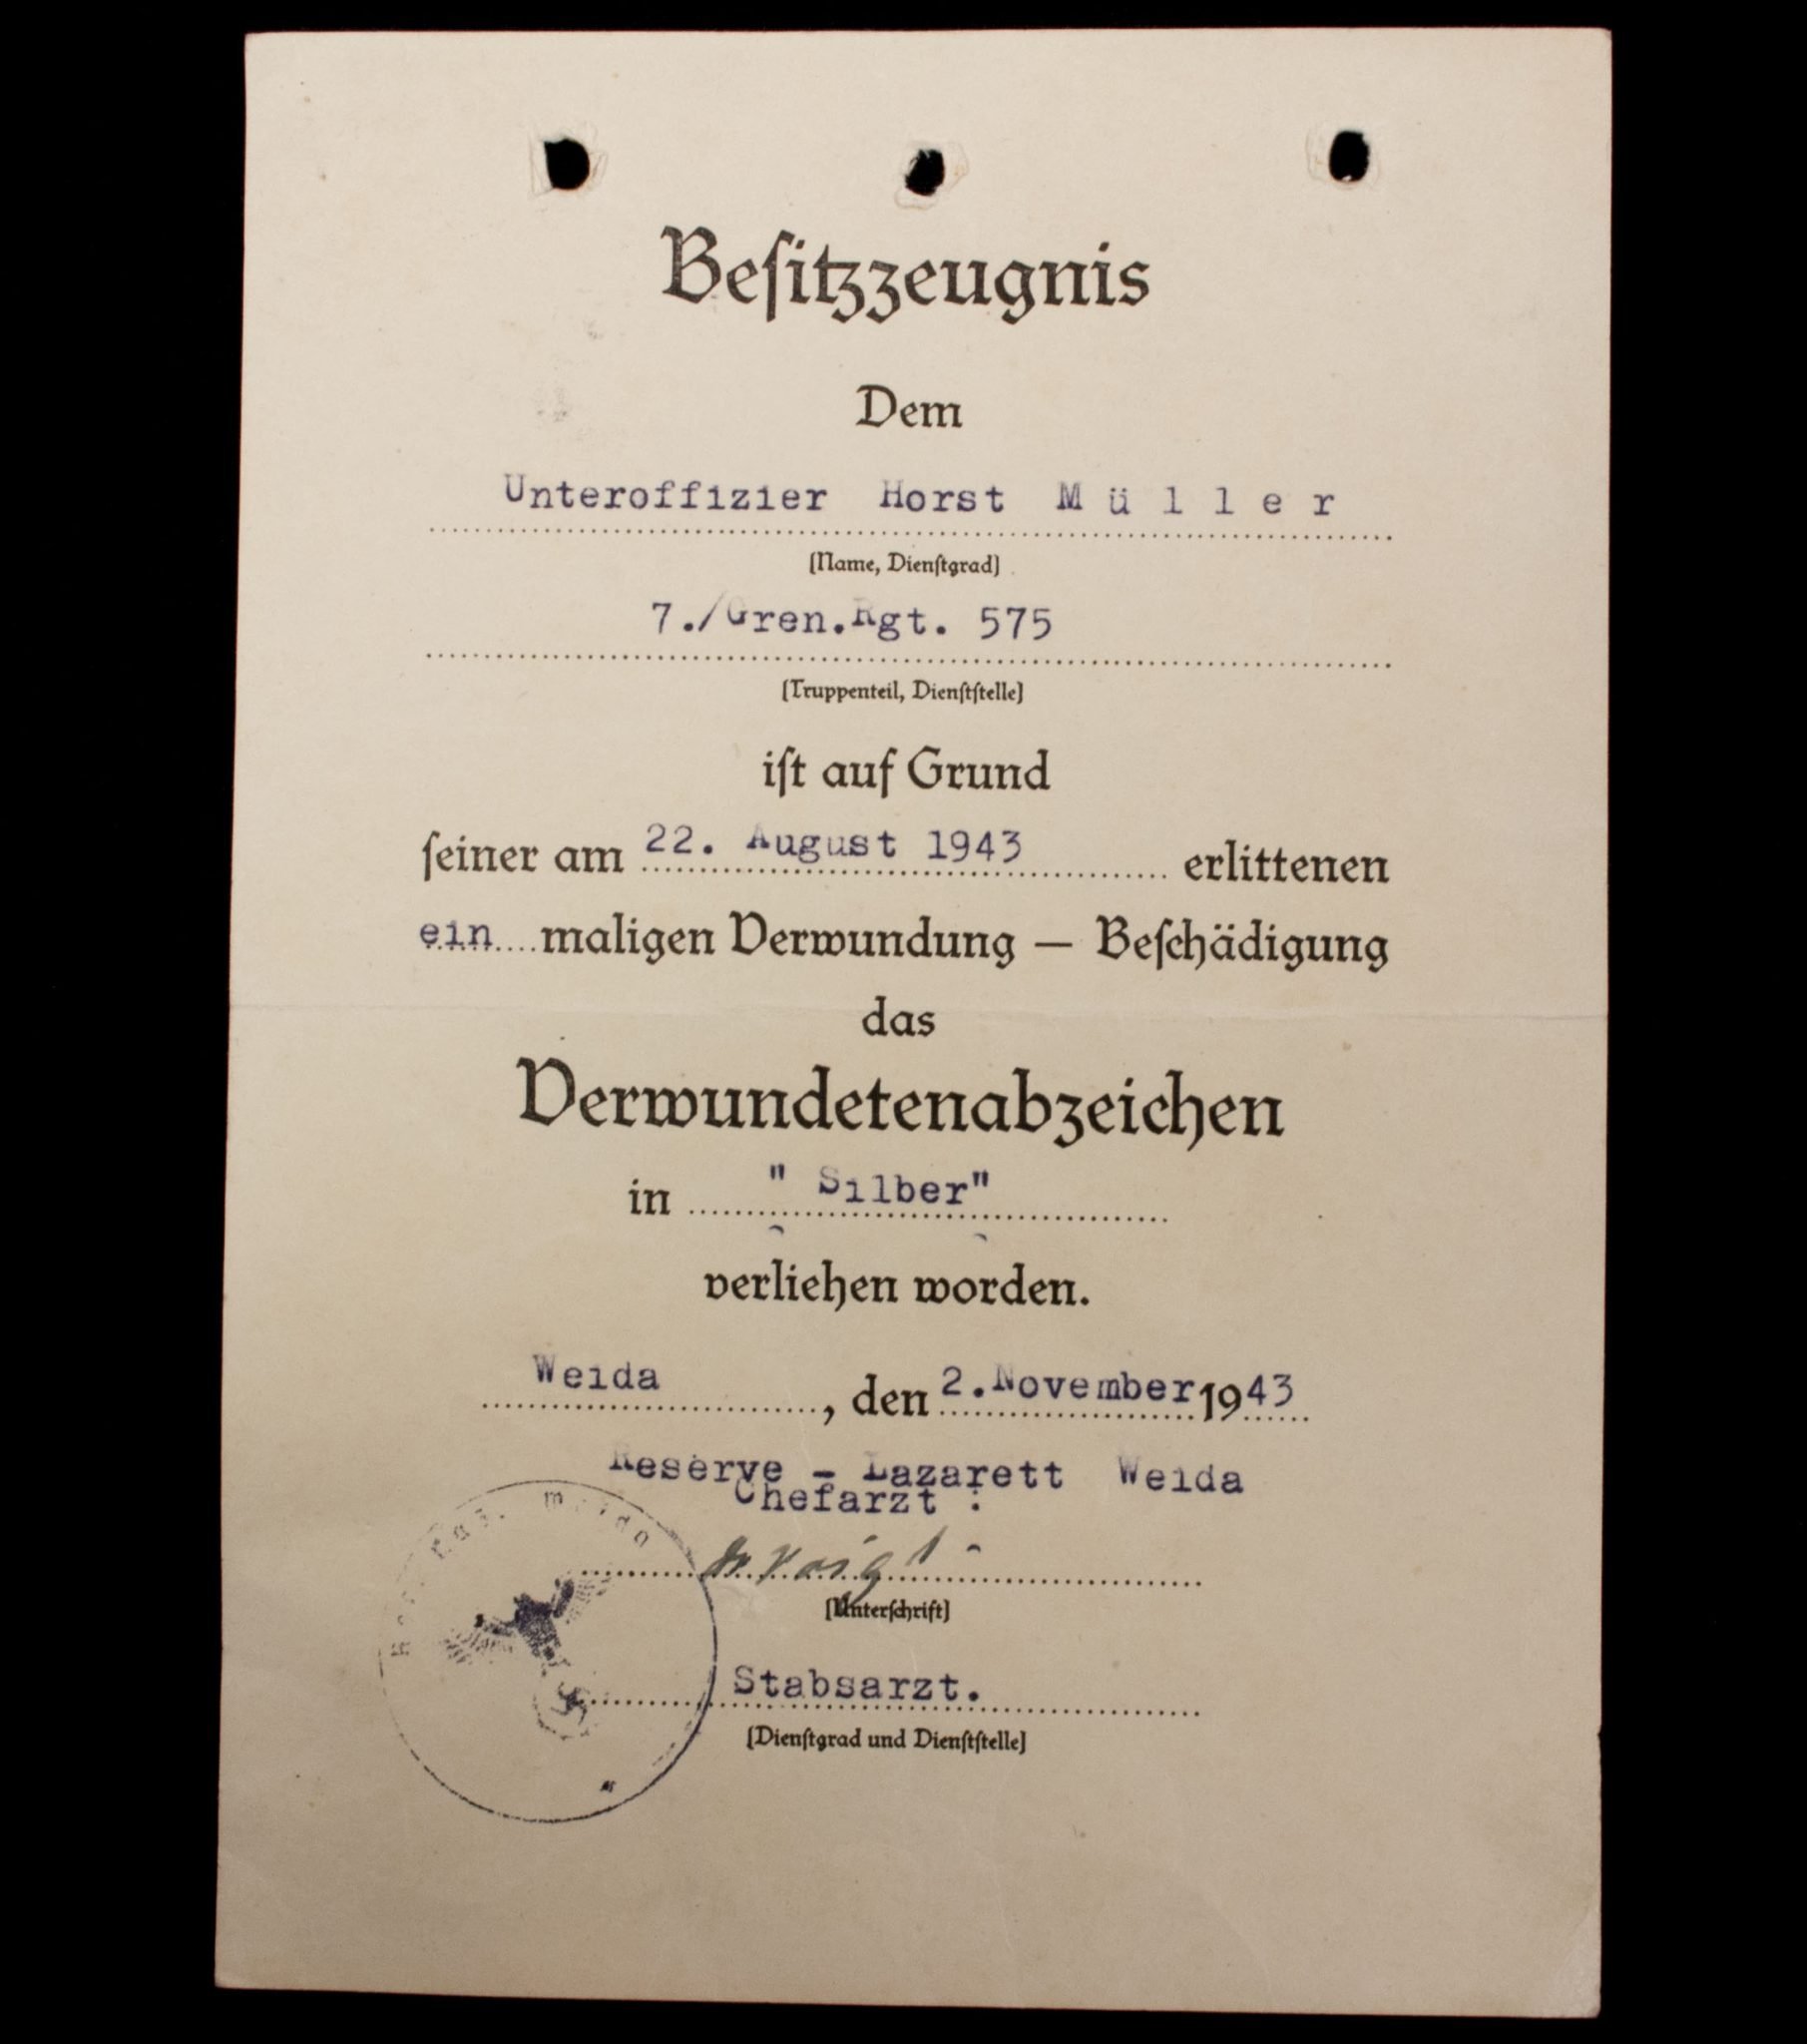 Besitzzeugnis
Dem
Unteroffizier Horst Müller
(Name, Dienstgrad)
7./Gren.Rgt. 575
(Truppenteil, Dienststelle)
ist auf Grund
seiner am 22. August 1943 erlittenen
ein maligen Verwundung – Beschädigung
das
Verwundetenabzeichen
in " Silber"
verliehen worden.
Weida, den 2.November 1943
Reserve - Lazarett Weida
Chefarzt :
(Unterschrift)
Stabsarzt.
(Dienstgrad und Dienststelle)